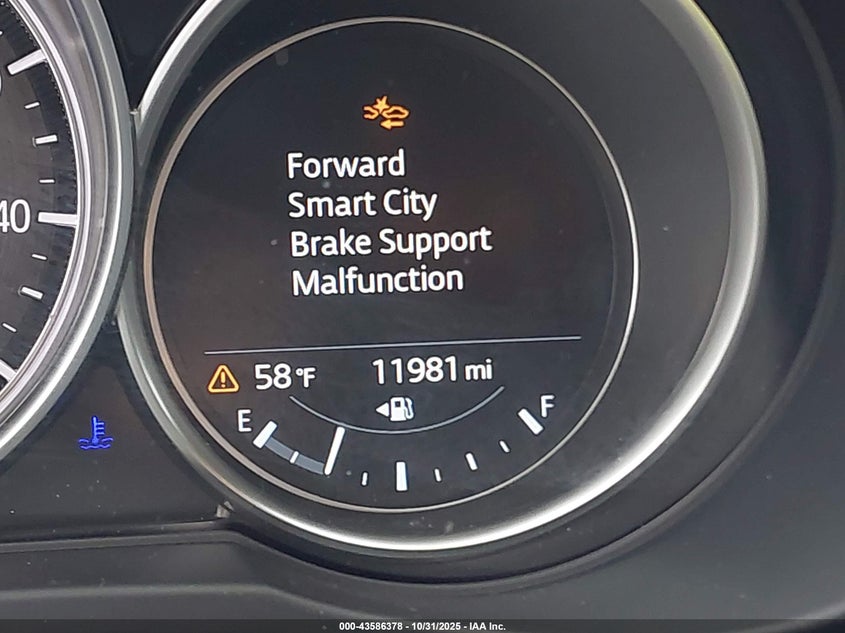 Forward
Smart City
Brake Support
Malfunction
40
58°F 11981 mi
E F
000-43586378 - 10/31/2025 - IAA Inc.